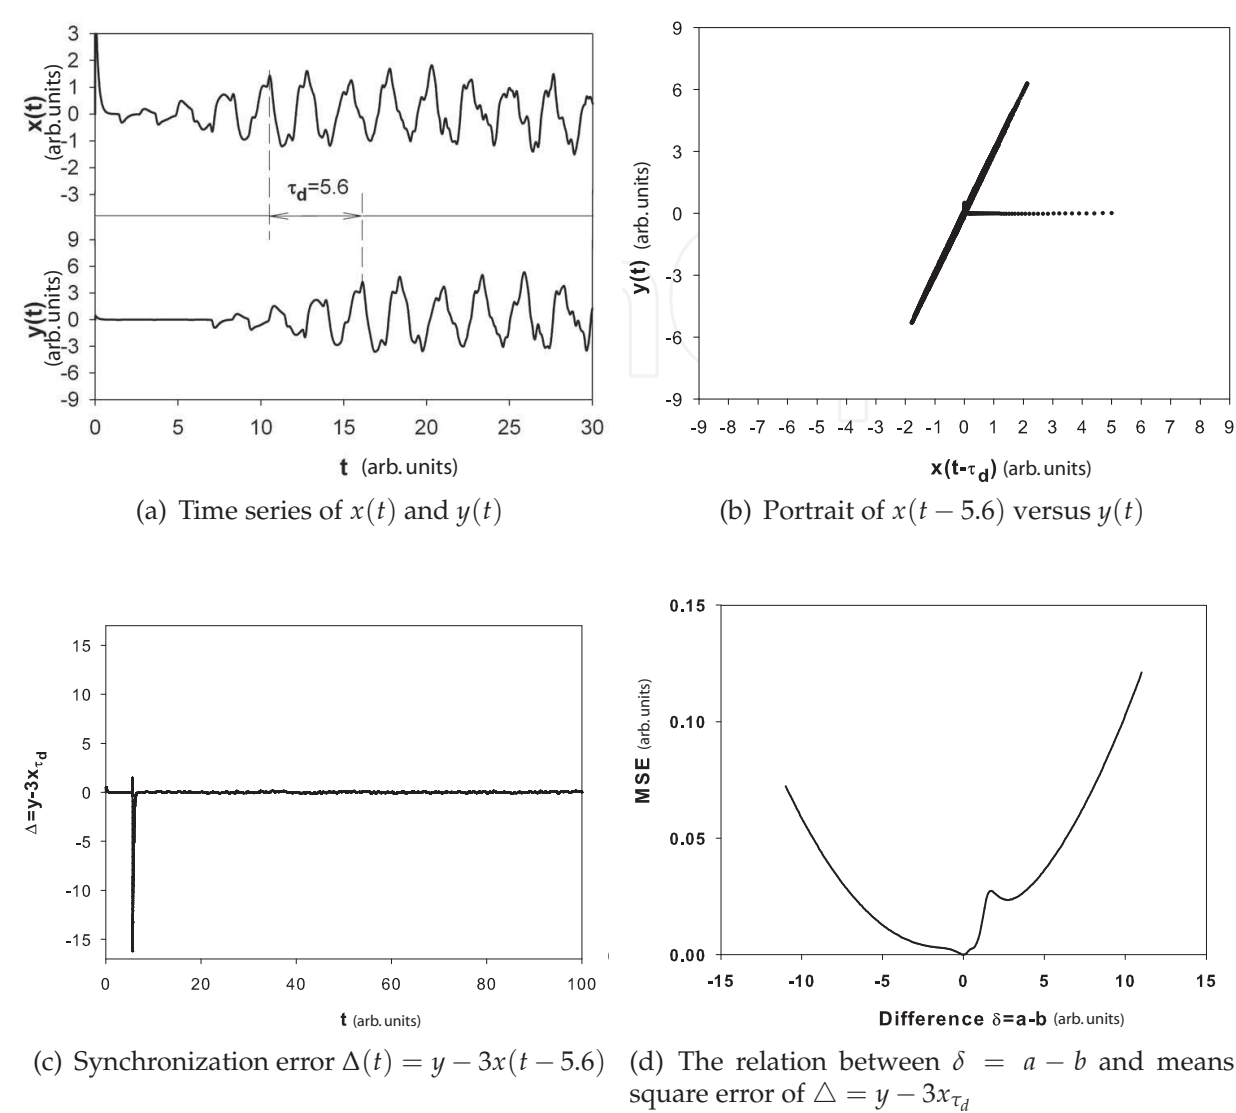 3
2
1
0
-1
-2
-3
x(t)
(arb.units)
τd=5.6
9
6
3
0
-3
-6
-9
y(t)
(arb.units)
0 5 10 15 20 25 30
t (arb. units)
(a) Time series of x(t) and y(t)
9
6
3
0
-3
-6
-9
y(t) (arb. units)
-9 -8 -7 -6 -5 -4 -3 -2 -1 0 1 2 3 4 5 6 7 8 9
x(t-τd) (arb. units)
(b) Portrait of x(t − 5.6) versus y(t)
15
10
5
0
-5
-10
-15
Δ=y-3xτd
0 20 40 60 80 100
t (arb. units)
(c) Synchronization error Δ(t) = y − 3x(t − 5.6)
0.15
0.10
0.05
0.00
MSE (arb. units)
-15 -10 -5 0 5 10 15
Difference δ=a-b (arb. units)
(d) The relation between δ = a − b and means
square error of △ = y − 3xτd